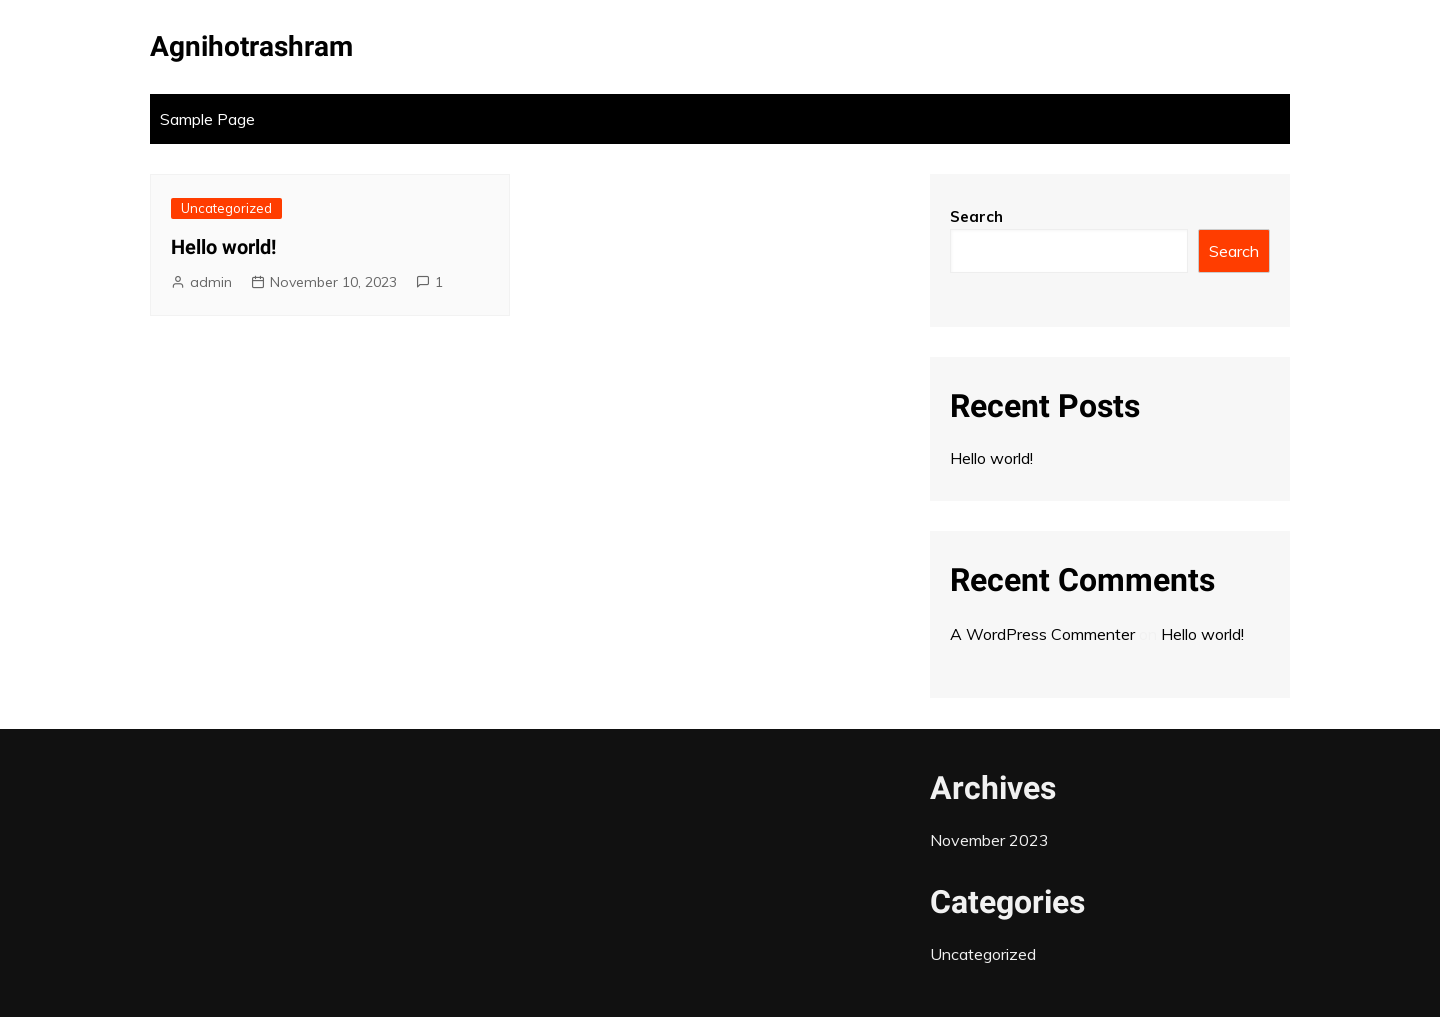 Agnihotrashram
Sample Page
Uncategorized
Hello world!
admin November 10, 2023 1
Search
Search
Recent Posts
Hello world!
Recent Comments
A WordPress Commenter on Hello world!
Archives
November 2023
Categories
Uncategorized